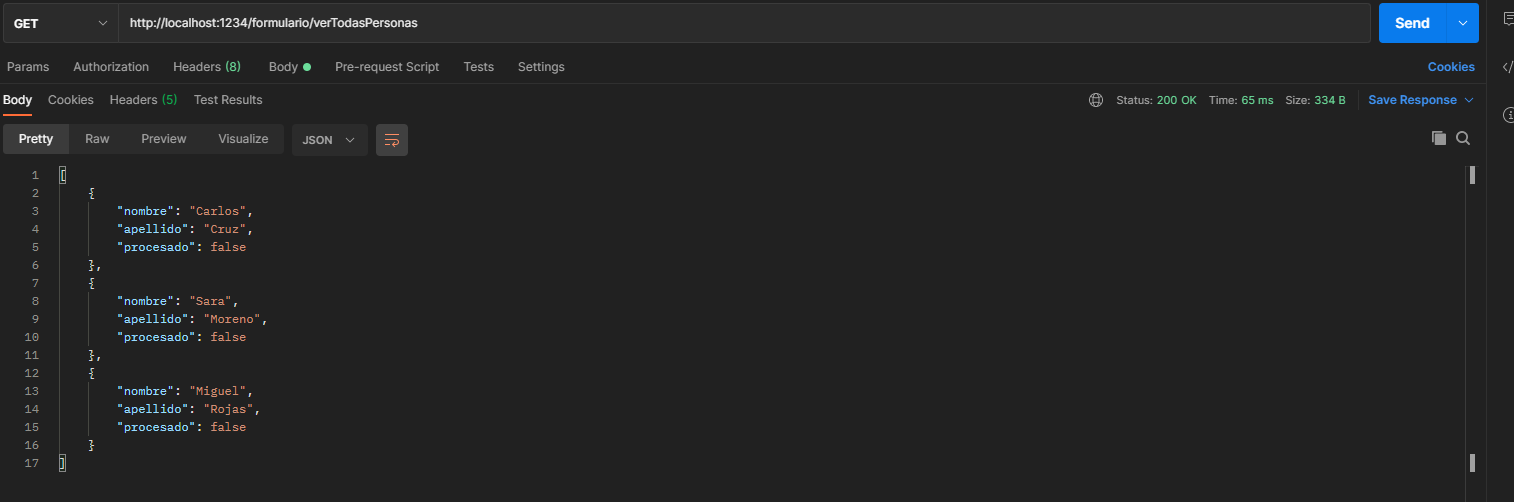 GET http://localhost:1234/formulario/verTodasPersonas Send
Params Authorization Headers (8) Body Pre-request Script Tests Settings Cookies
Body Cookies Headers (5) Test Results Status: 200 OK Time: 65 ms Size: 334 B Save Response
Pretty Raw Preview Visualize JSON
1 [
2 {
3 "nombre": "Carlos",
4 "apellido": "Cruz",
5 "procesado": false
6 },
7 {
8 "nombre": "Sara",
9 "apellido": "Moreno",
10 "procesado": false
11 },
12 {
13 "nombre": "Miguel",
14 "apellido": "Rojas",
15 "procesado": false
16 }
17 ]